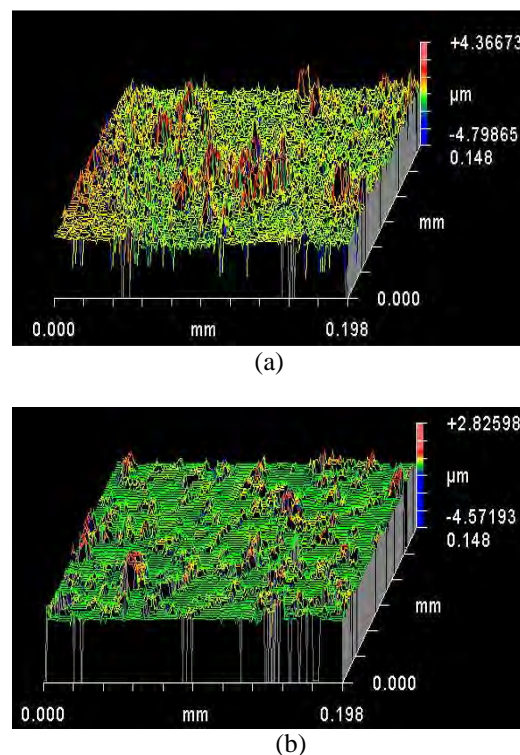 +4.36673
µm
-4.79865
0.148
mm
0.000
0.000 mm 0.198
(a)
+2.82598
µm
-4.57193
0.148
mm
0.000
0.000 mm 0.198
(b)